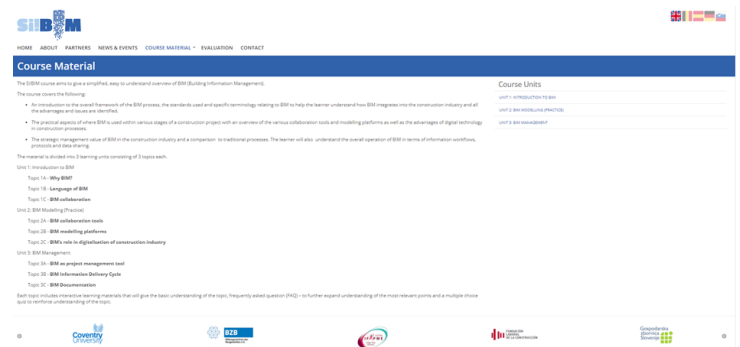 SI!BIM
HOME ABOUT PARTNERS NEWS & EVENTS COURSE MATERIAL EVALUATION CONTACT
Course Material
The SI!BIM course aims to give a simplified, easy to understand overview of BIM (Building Information Management).
The course covers the following:
An introduction to the overall framework of the BIM process, the standards used and specific terminology relating to BIM to help the learner understand how BIM integrates into the construction industry and all
the advantages and issues are identified.
The practical aspects of where BIM is used within various stages of a construction project with an overview of the various collaboration tools and modelling platforms as well as the advantages of digital technology
in construction processes.
The strategic management value of BIM in the construction industry and a comparison to traditional processes. The learner will also understand the overall operation of BIM in terms of information workflows,
protocols and data sharing.
The material is divided into 3 learning units consisting of 3 topics each.
Unit 1: Introduction to BIM
Topic 1A - Why BIM?
Topic 1B - Language of BIM
Topic 1C - BIM collaboration
Unit 2: BIM Modelling (Practice)
Topic 2A - BIM collaboration tools
Topic 2B - BIM modelling platforms
Topic 2C - BIM's role in digitalisation of construction industry
Unit 3: BIM Management
Topic 3A - BIM as project management tool
Topic 3B - BIM Information Delivery Cycle
Topic 3C - BIM Documentation
Each topic includes interactive learning materials that will give the basic understanding of the topic, frequently asked question (FAQ) – to further expand understanding of the most relevant points and a multiple choice
quiz to reinforce understanding of the topic.
Course Units
UNIT 1: INTRODUCTION TO BIM
UNIT 2: BIM MODELLING (PRACTICE)
UNIT 3: BIM MANAGEMENT
Coventry
University
BZB
FUNDACIÓN
LABORAL
DE LA CONSTRUCCIÓN
Gospodarska
zbornica
Slovenije